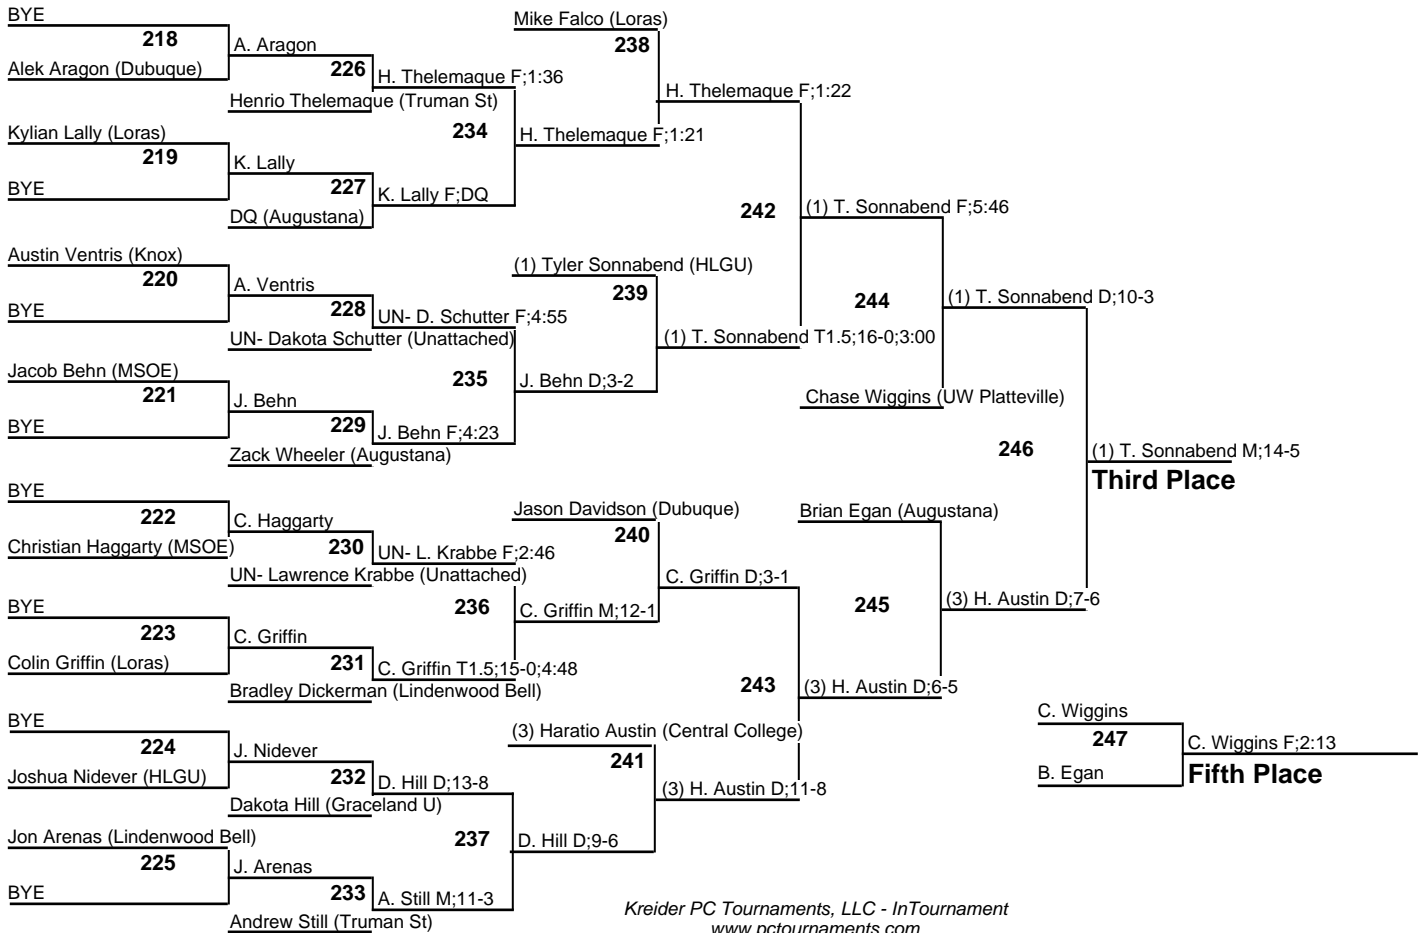 BYE
218
Alek Aragon (Dubuque)
A. Aragon
226
Henrio Thelemaque (Truman St)
H. Thelemaque F;1:36
Kylian Lally (Loras)
219
BYE
K. Lally
227
DQ (Augustana)
K. Lally F;DQ
234
H. Thelemaque F;1:21
Mike Falco (Loras)
238
H. Thelemaque F;1:22
Austin Ventris (Knox)
220
BYE
A. Ventris
228
UN- Dakota Schutter (Unattached)
UN- D. Schutter F;4:55
Jacob Behn (MSOE)
221
BYE
J. Behn
229
Zack Wheeler (Augustana)
J. Behn F;4:23
235
J. Behn D;3-2
(1) Tyler Sonnabend (HLGU)
239
(1) T. Sonnabend T1.5;16-0;3:00
242
(1) T. Sonnabend F;5:46
244
Chase Wiggins (UW Platteville)
(1) T. Sonnabend D;10-3
BYE
222
Christian Haggarty (MSOE)
C. Haggarty
230
UN- Lawrence Krabbe (Unattached)
UN- L. Krabbe F;2:46
BYE
223
Colin Griffin (Loras)
C. Griffin
231
Bradley Dickerman (Lindenwood Bell)
C. Griffin T1.5;15-0;4:48
236
C. Griffin M;12-1
Jason Davidson (Dubuque)
240
C. Griffin D;3-1
BYE
224
Joshua Nidever (HLGU)
J. Nidever
232
Dakota Hill (Graceland U)
D. Hill D;13-8
Jon Arenas (Lindenwood Bell)
225
BYE
J. Arenas
233
Andrew Still (Truman St)
A. Still M;11-3
237
D. Hill D;9-6
(3) Haratio Austin (Central College)
241
(3) H. Austin D;11-8
243
(3) H. Austin D;6-5
Brian Egan (Augustana)
245
(3) H. Austin D;7-6
246
(1) T. Sonnabend M;14-5
Third Place
C. Wiggins
247
B. Egan
C. Wiggins F;2:13
Fifth Place
Kreider PC Tournaments, LLC - InTournament
www.pctournaments.com